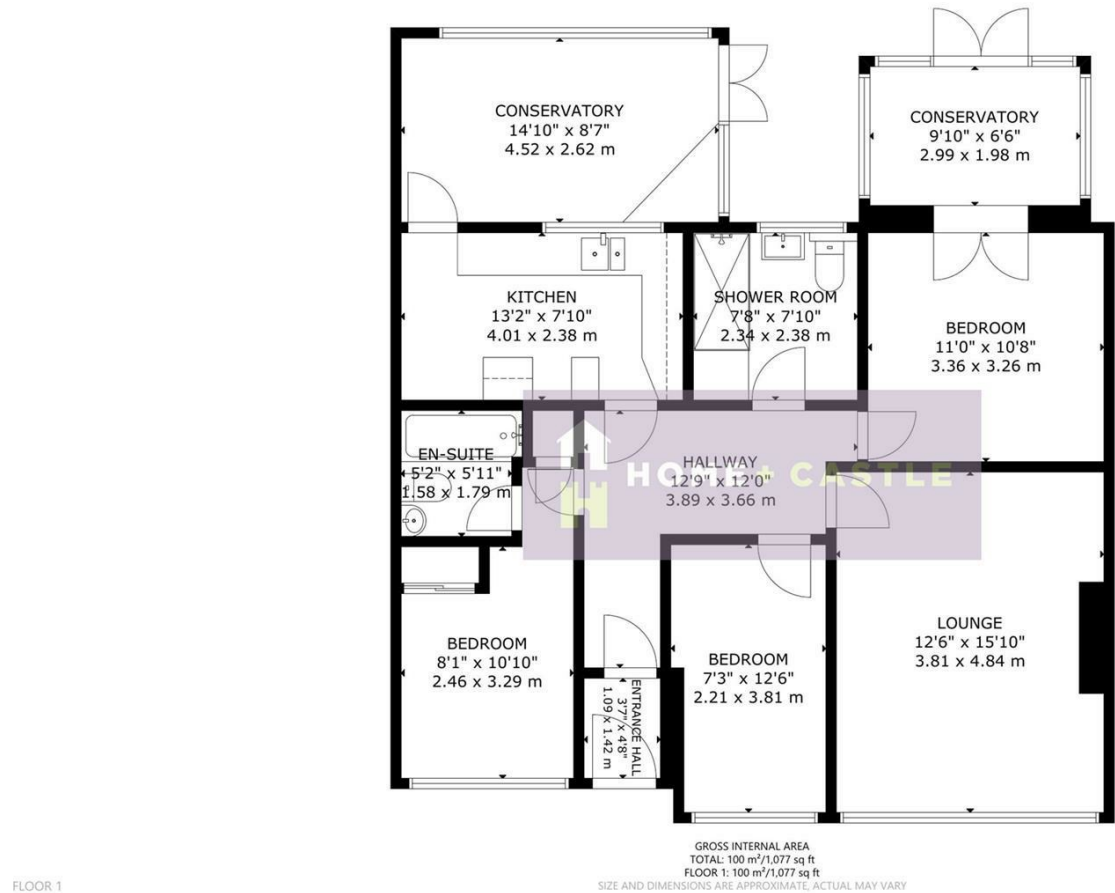 CONSERVATORY
14'10" x 8'7"
4.52 x 2.62 m
CONSERVATORY
9'10" x 6'6"
2.99 x 1.98 m
KITCHEN
13'2" x 7'10"
4.01 x 2.38 m
SHOWER ROOM
7'8" x 7'10"
2.34 x 2.38 m
BEDROOM
11'0" x 10'8"
3.36 x 3.26 m
EN-SUITE
5'2" x 5'11"
1.58 x 1.79 m
HALLWAY
12'9" x 12'0"
3.89 x 3.66 m
HOME + CASTLE
BEDROOM
8'1" x 10'10"
2.46 x 3.29 m
ENTRANCE HALL
3'7" x 4'8"
1.09 x 1.42 m
BEDROOM
7'3" x 12'6"
2.21 x 3.81 m
LOUNGE
12'6" x 15'10"
3.81 x 4.84 m
GROSS INTERNAL AREA
TOTAL: 100 m²/1,077 sq ft
FLOOR 1: 100 m²/1,077 sq ft
SIZE AND DIMENSIONS ARE APPROXIMATE, ACTUAL MAY VARY
FLOOR 1